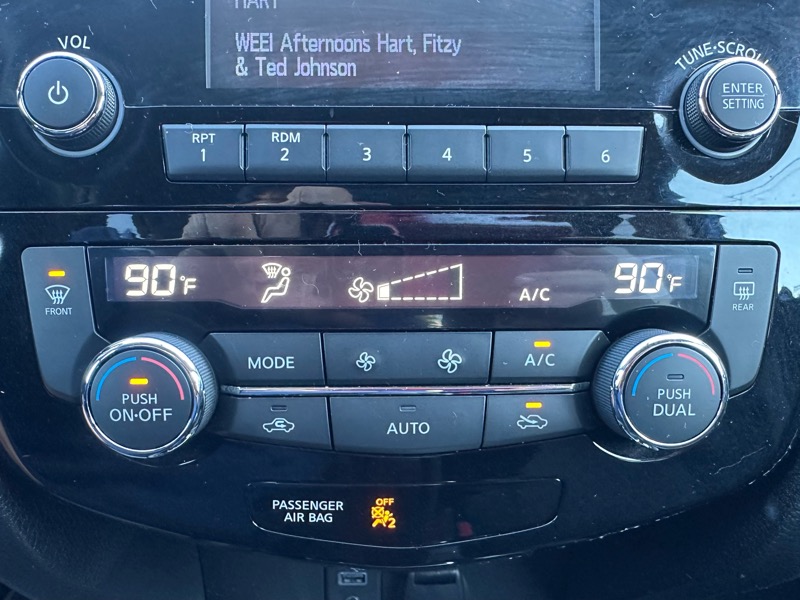 HART
WEEI Afternoons Hart, Fitzy
& Ted Johnson
VOL
TUNE·SCROLL
ENTER
SETTING
RPT
1
RDM
2
3
4
5
6
90°F
A/C
90°F
FRONT
REAR
MODE
A/C
PUSH
ON·OFF
PUSH
DUAL
AUTO
PASSENGER
AIR BAG
OFF
2